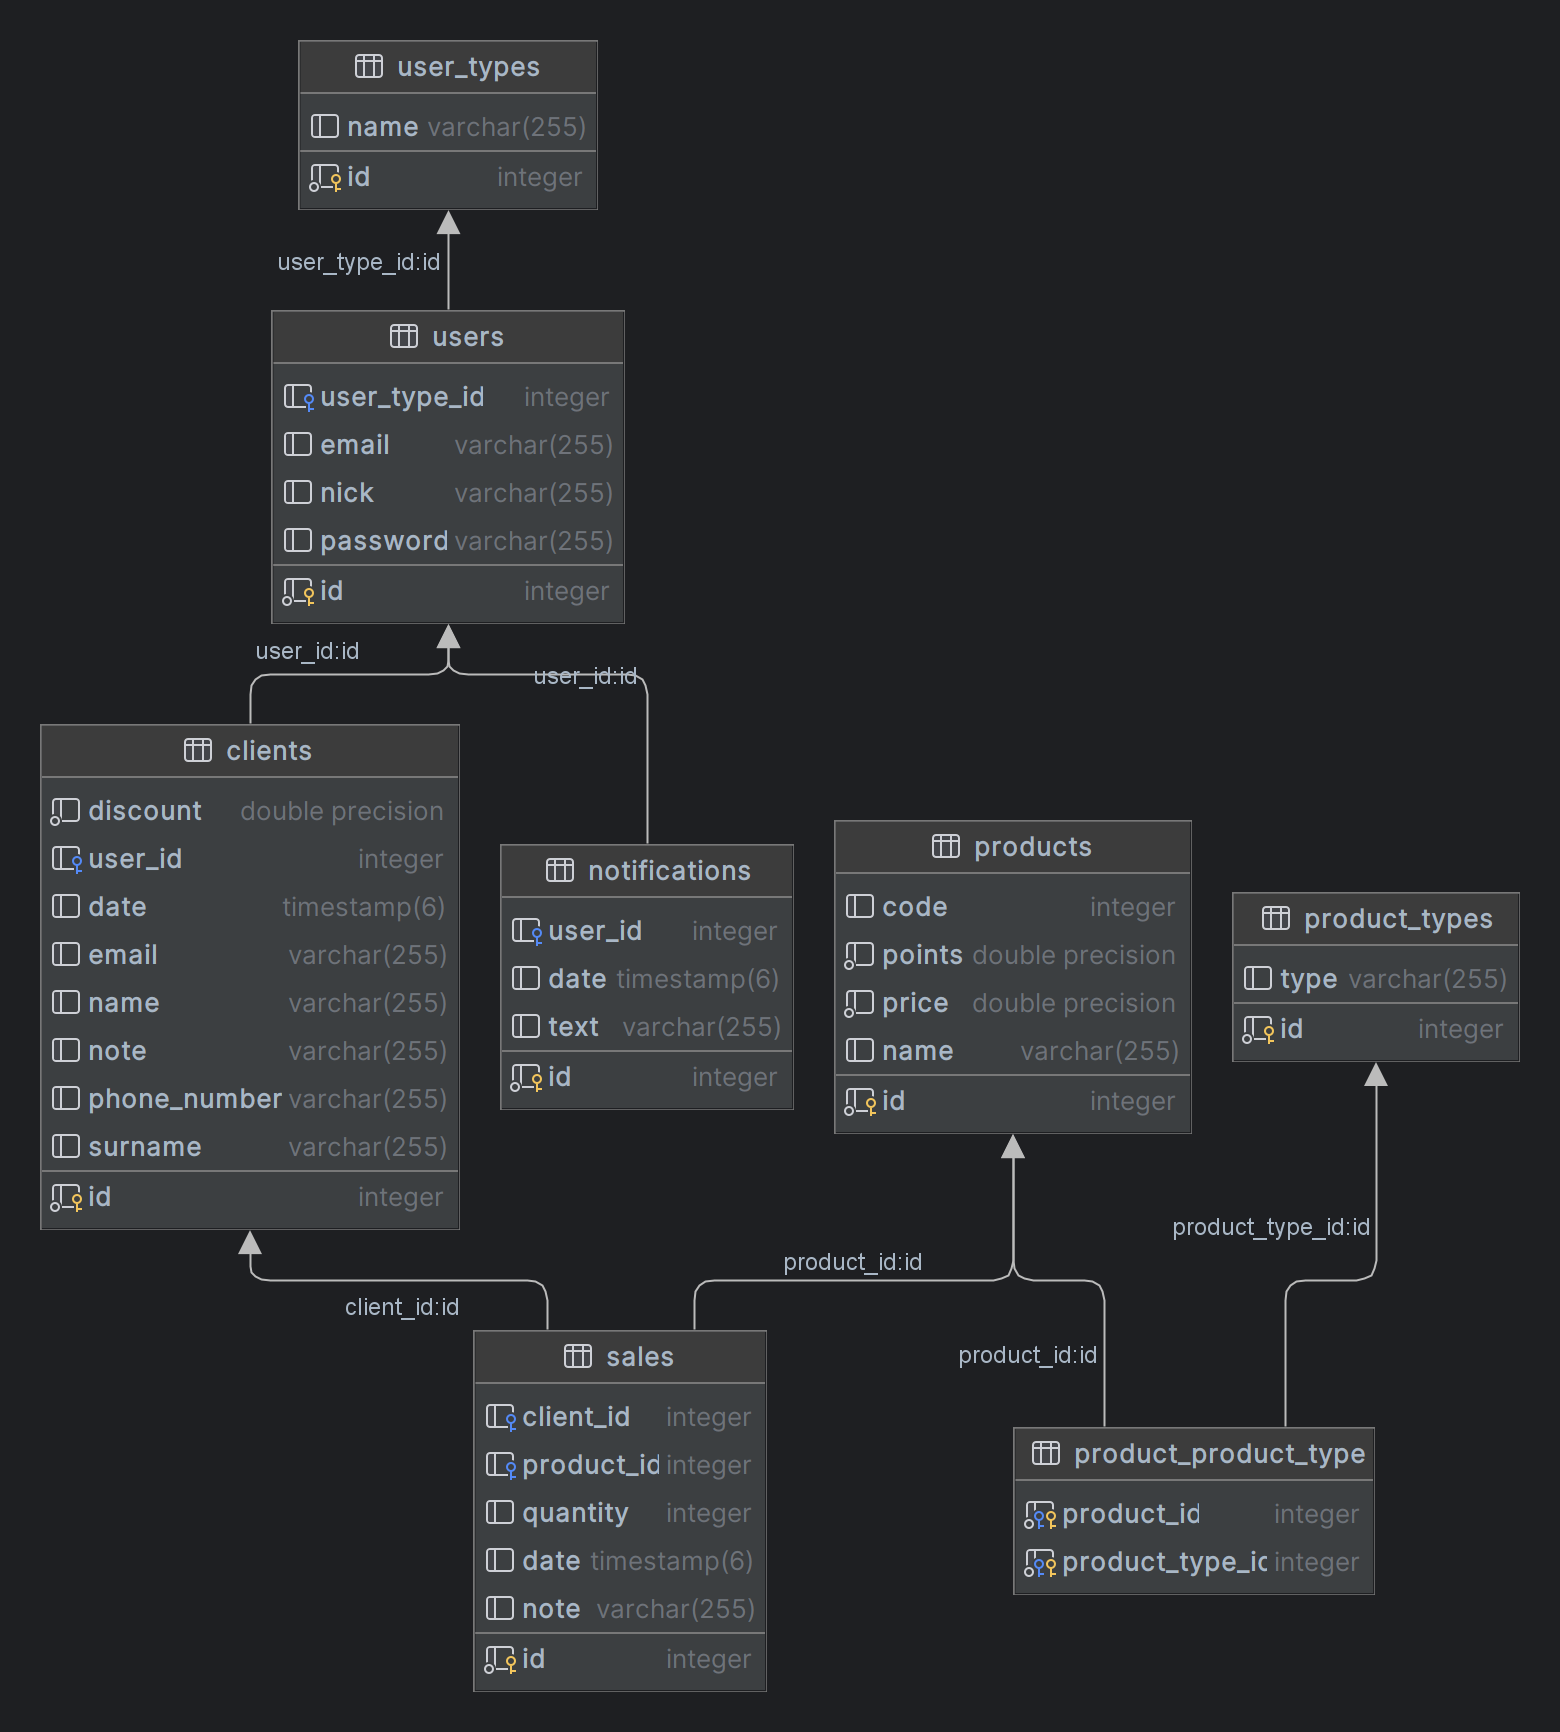 user_types
name varchar(255)
id integer
user_type_id:id
users
user_type_id integer
email varchar(255)
nick varchar(255)
password varchar(255)
id integer
user_id:id
user_id:id
clients
discount double precision
user_id integer
date timestamp(6)
email varchar(255)
name varchar(255)
note varchar(255)
phone_number varchar(255)
surname varchar(255)
id integer
notifications
user_id integer
date timestamp(6)
text varchar(255)
id integer
products
code integer
points double precision
price double precision
name varchar(255)
id integer
product_types
type varchar(255)
id integer
client_id:id
product_id:id
product_id:id
product_type_id:id
sales
client_id integer
product_id integer
quantity integer
date timestamp(6)
note varchar(255)
id integer
product_product_type
product_id integer
product_type_id integer